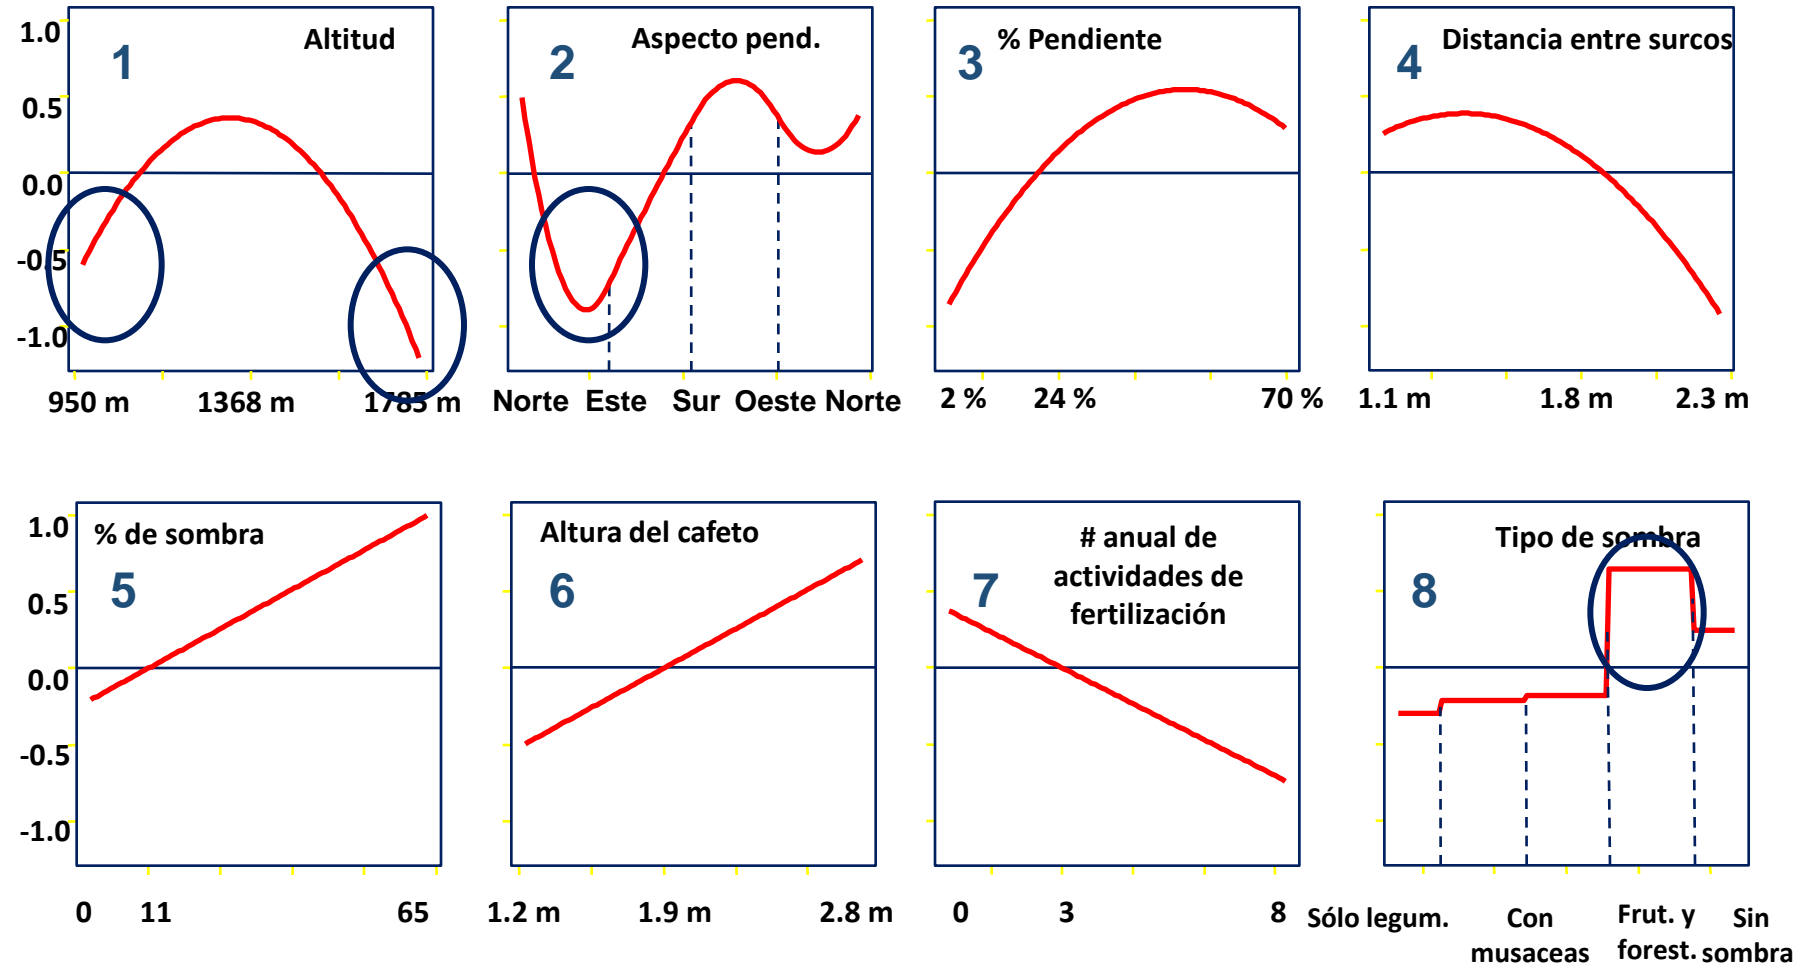 1.0
0.5
0.0
-0.5
-1.0
1
Altitud
950 m 1368 m 1785 m
2
Aspecto pend.
Norte Este Sur Oeste Norte
3
% Pendiente
2 % 24 % 70 %
4
Distancia entre surcos
1.1 m 1.8 m 2.3 m
1.0
0.5
0.0
-0.5
-1.0
% de sombra
5
0 11 65
Altura del cafeto
6
1.2 m 1.9 m 2.8 m
# anual de
actividades de
fertilización
7
0 3 8
Tipo de sombra
8
Sólo legum.
Con
musaceas
Frut. y
forest.
Sin
sombra